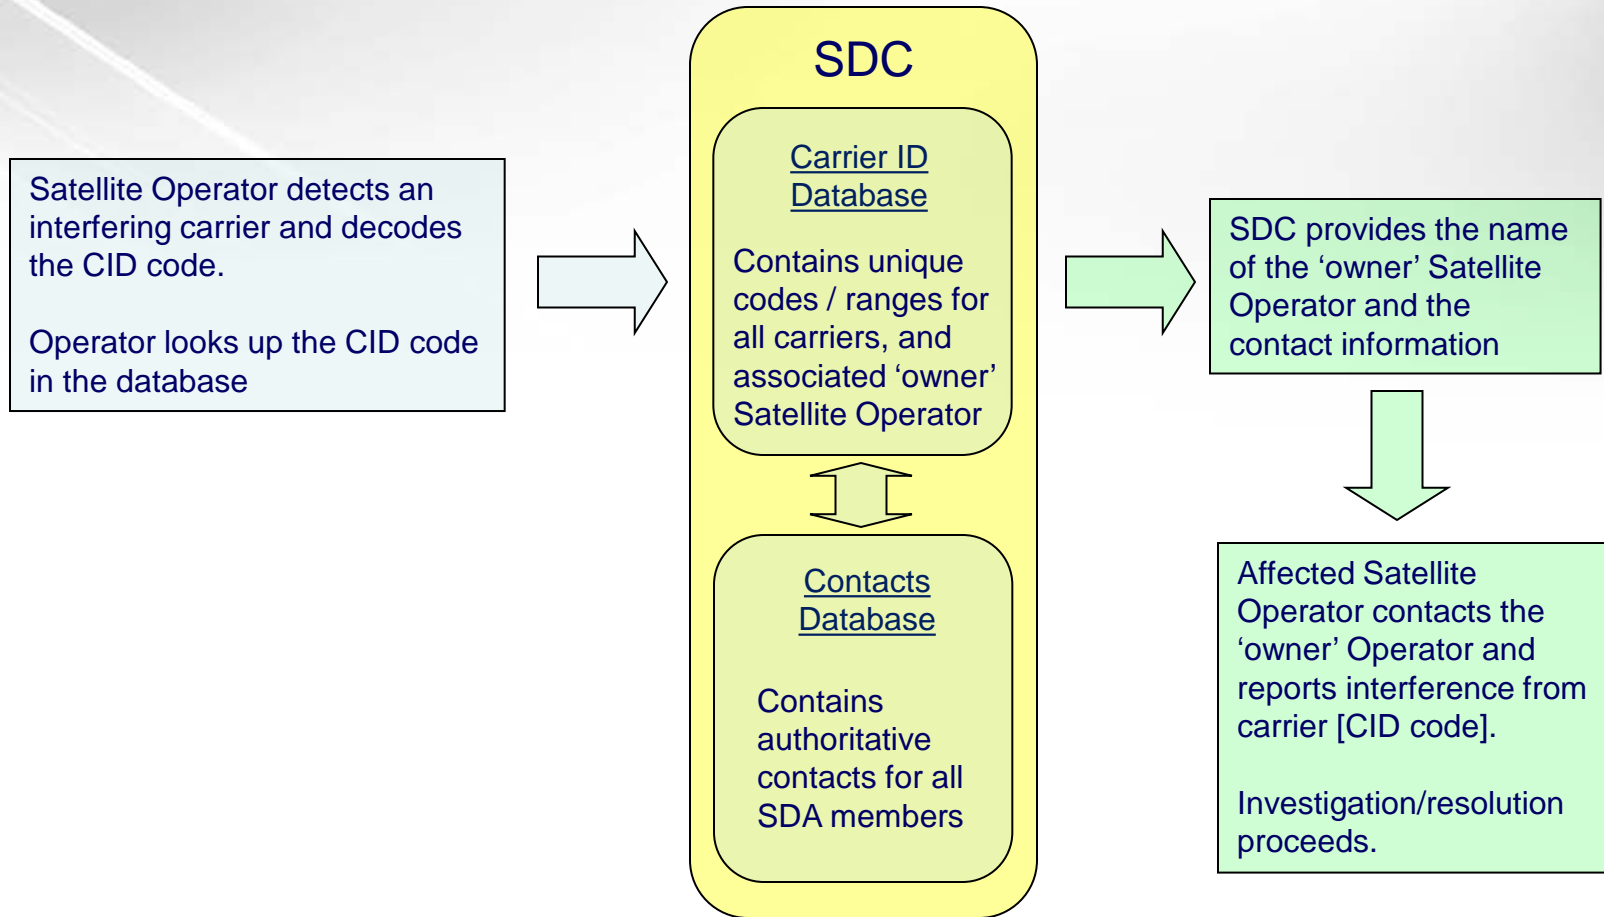 Satellite Operator detects an
interfering carrier and decodes
the CID code.
Operator looks up the CID code
in the database
SDC
Carrier ID
Database
Contains unique
codes / ranges for
all carriers, and
associated ‘owner’
Satellite Operator
Contacts
Database
Contains
authoritative
contacts for all
SDA members
SDC provides the name
of the ‘owner’ Satellite
Operator and the
contact information
Affected Satellite
Operator contacts the
‘owner’ Operator and
reports interference from
carrier [CID code].
Investigation/resolution
proceeds.